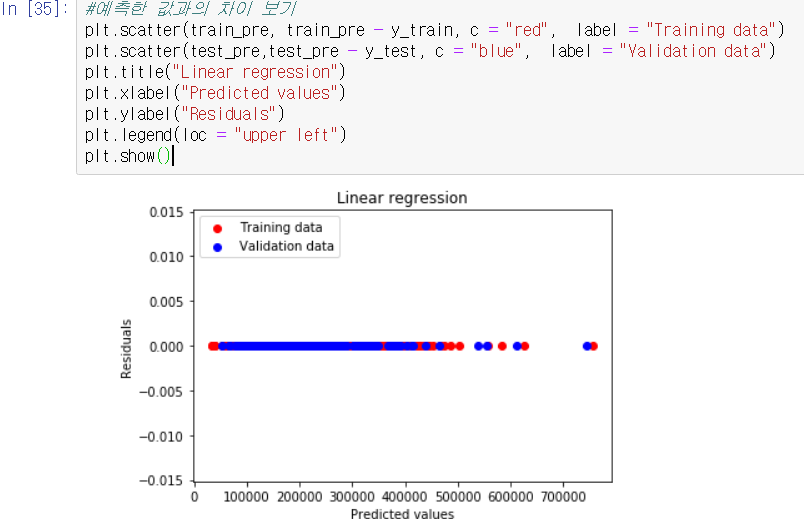 In [35]: #예측한 값과의 차이 보기
plt.scatter(train_pre, train_pre - y_train, c = "red",  label = "Training data")
plt.scatter(test_pre,test_pre - y_test, c = "blue",  label = "Validation data")
plt.title("Linear regression")
plt.xlabel("Predicted values")
plt.ylabel("Residuals")
plt.legend(loc = "upper left")
plt.show()
Linear regression
Training data
Validation data
0.015
0.010
0.005
0.000
−0.005
−0.010
−0.015
Residuals
0 100000 200000 300000 400000 500000 600000 700000
Predicted values